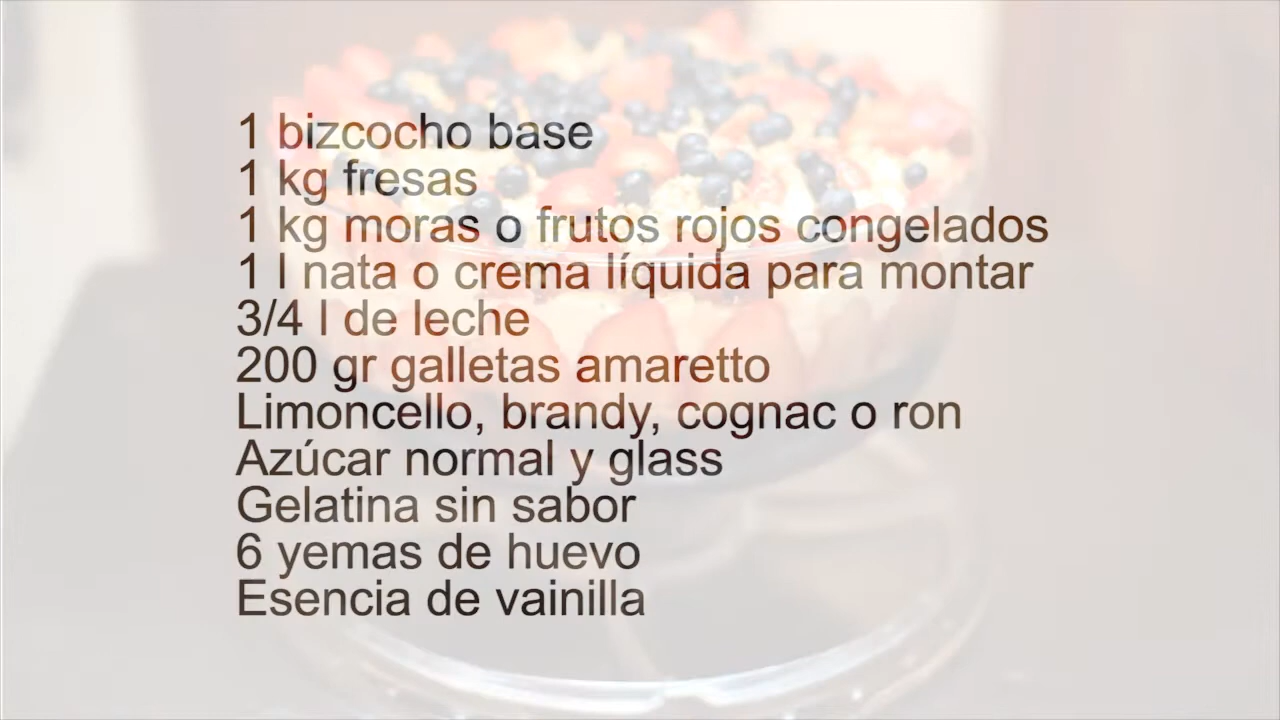 1 bizcocho base
1 kg fresas
1 kg moras o frutos rojos congelados
1 l nata o crema líquida para montar
3/4 l de leche
200 gr galletas amaretto
Limoncello, brandy, cognac o ron
Azúcar normal y glass
Gelatina sin sabor
6 yemas de huevo
Esencia de vainilla